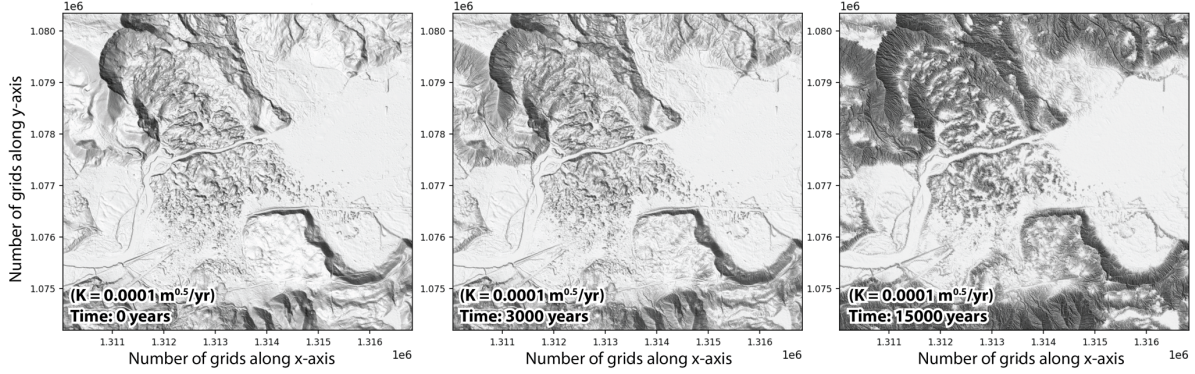 1e6
1.080
1.079
1.078
1.077
1.076
1.075
Number of grids along y-axis
(K = 0.0001 m^0.5/yr)
Time: 0 years
1.311
1.312
1.313
1.314
1.315
1.316
1e6
Number of grids along x-axis
1e6
1.080
1.079
1.078
1.077
1.076
1.075
(K = 0.0001 m^0.5/yr)
Time: 3000 years
1.311
1.312
1.313
1.314
1.315
1.316
1e6
Number of grids along x-axis
1e6
1.080
1.079
1.078
1.077
1.076
1.075
(K = 0.0001 m^0.5/yr)
Time: 15000 years
1.311
1.312
1.313
1.314
1.315
1.316
1e6
Number of grids along x-axis